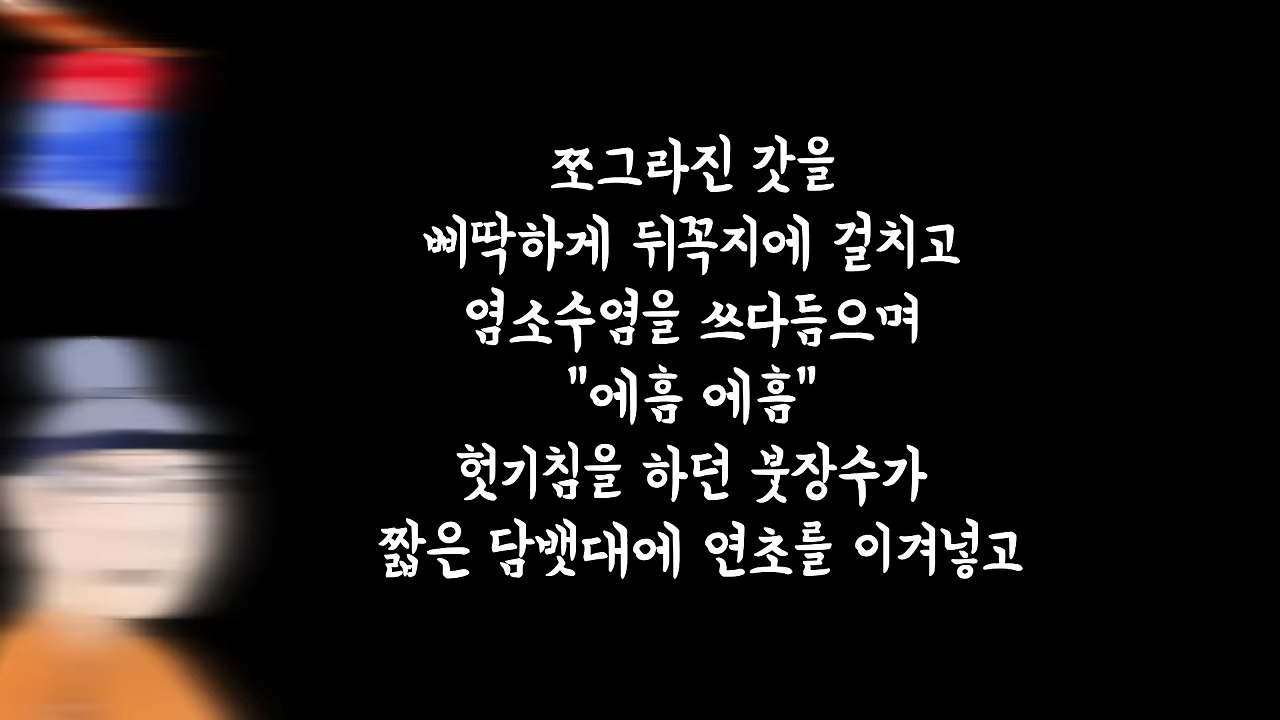 쪼그라진 갓을
삐딱하게 뒤꼭지에 걸치고
염소수염을 쓰다듬으며
"에흠 에흠"
헛기침을 하던 붓장수가
짧은 담뱃대에 연초를 이겨넣고